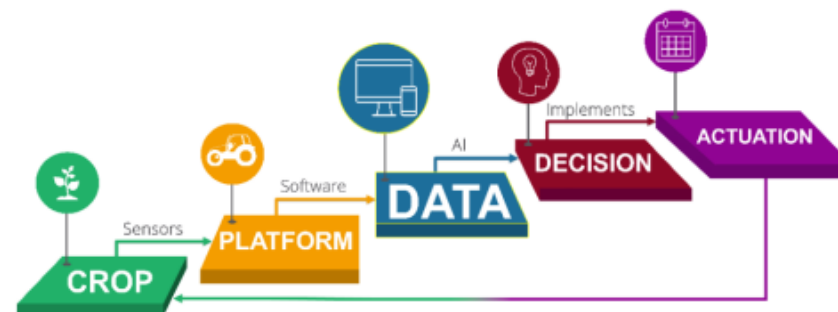 CROP
Sensors
PLATFORM
Software
DATA
AI
DECISION
Implements
ACTUATION